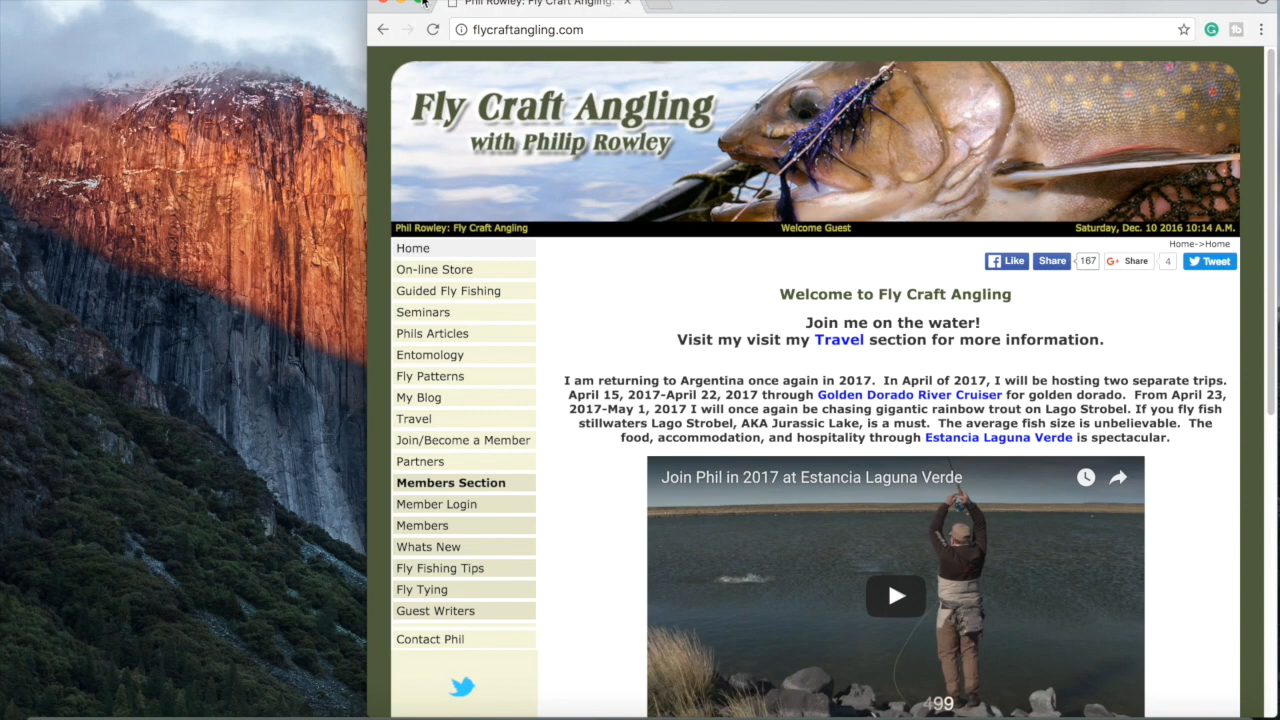 Phil Rowley: Fly Craft Angling.
flycraftangling.com
Fly Craft Angling
with Philip Rowley
Phil Rowley: Fly Craft Angling
Welcome Guest
Saturday, Dec. 10 2016 10:14 A.M.
Home->Home
Like
Share
167
G+
Share
4
Tweet
Home
On-line Store
Guided Fly Fishing
Seminars
Phils Articles
Entomology
Fly Patterns
My Blog
Travel
Join/Become a Member
Partners
Members Section
Member Login
Members
Whats New
Fly Fishing Tips
Fly Tying
Guest Writers
Contact Phil
Welcome to Fly Craft Angling
Join me on the water!
Visit my visit my Travel section for more information.
I am returning to Argentina once again in 2017. In April of 2017, I will be hosting two separate trips.
April 15, 2017-April 22, 2017 through Golden Dorado River Cruiser for golden dorado. From April 23,
2017-May 1, 2017 I will once again be chasing gigantic rainbow trout on Lago Strobel. If you fly fish
stillwaters Lago Strobel, AKA Jurassic Lake, is a must. The average fish size is unbelievable. The
food, accommodation, and hospitality through Estancia Laguna Verde is spectacular.
Join Phil in 2017 at Estancia Laguna Verde
499